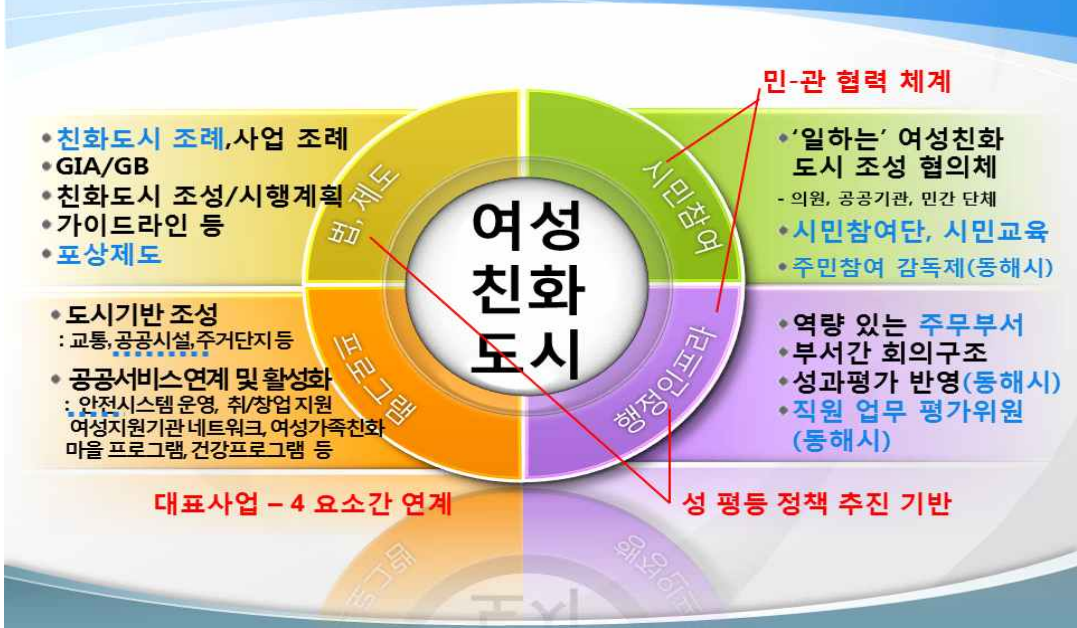 민-관 협력 체계
• 친화도시 조례,사업 조례
• GIA/GB
• 친화도시 조성/시행계획
• 가이드라인 등
• 포상제도
법, 제도
시민참여
• ‘일하는’ 여성친화
도시 조성 협의체
- 의원, 공공기관, 민간 단체
• 시민참여단, 시민교육
• 주민참여 감독제(동해시)
여성
친화
도시
• 도시기반 조성
: 교통,공공시설,주거단지 등
• 공공서비스연계 및 활성화
: 안전시스템 운영, 취/창업 지원
여성지원기관 네트워크, 여성가족친화
마을 프로그램, 건강프로그램 등
프로그램
행정인프라
• 역량 있는 주무부서
• 부서간 회의구조
• 성과평가 반영(동해시)
• 직원 업무 평가위원
(동해시)
대표사업 – 4 요소간 연계
성 평등 정책 추진 기반